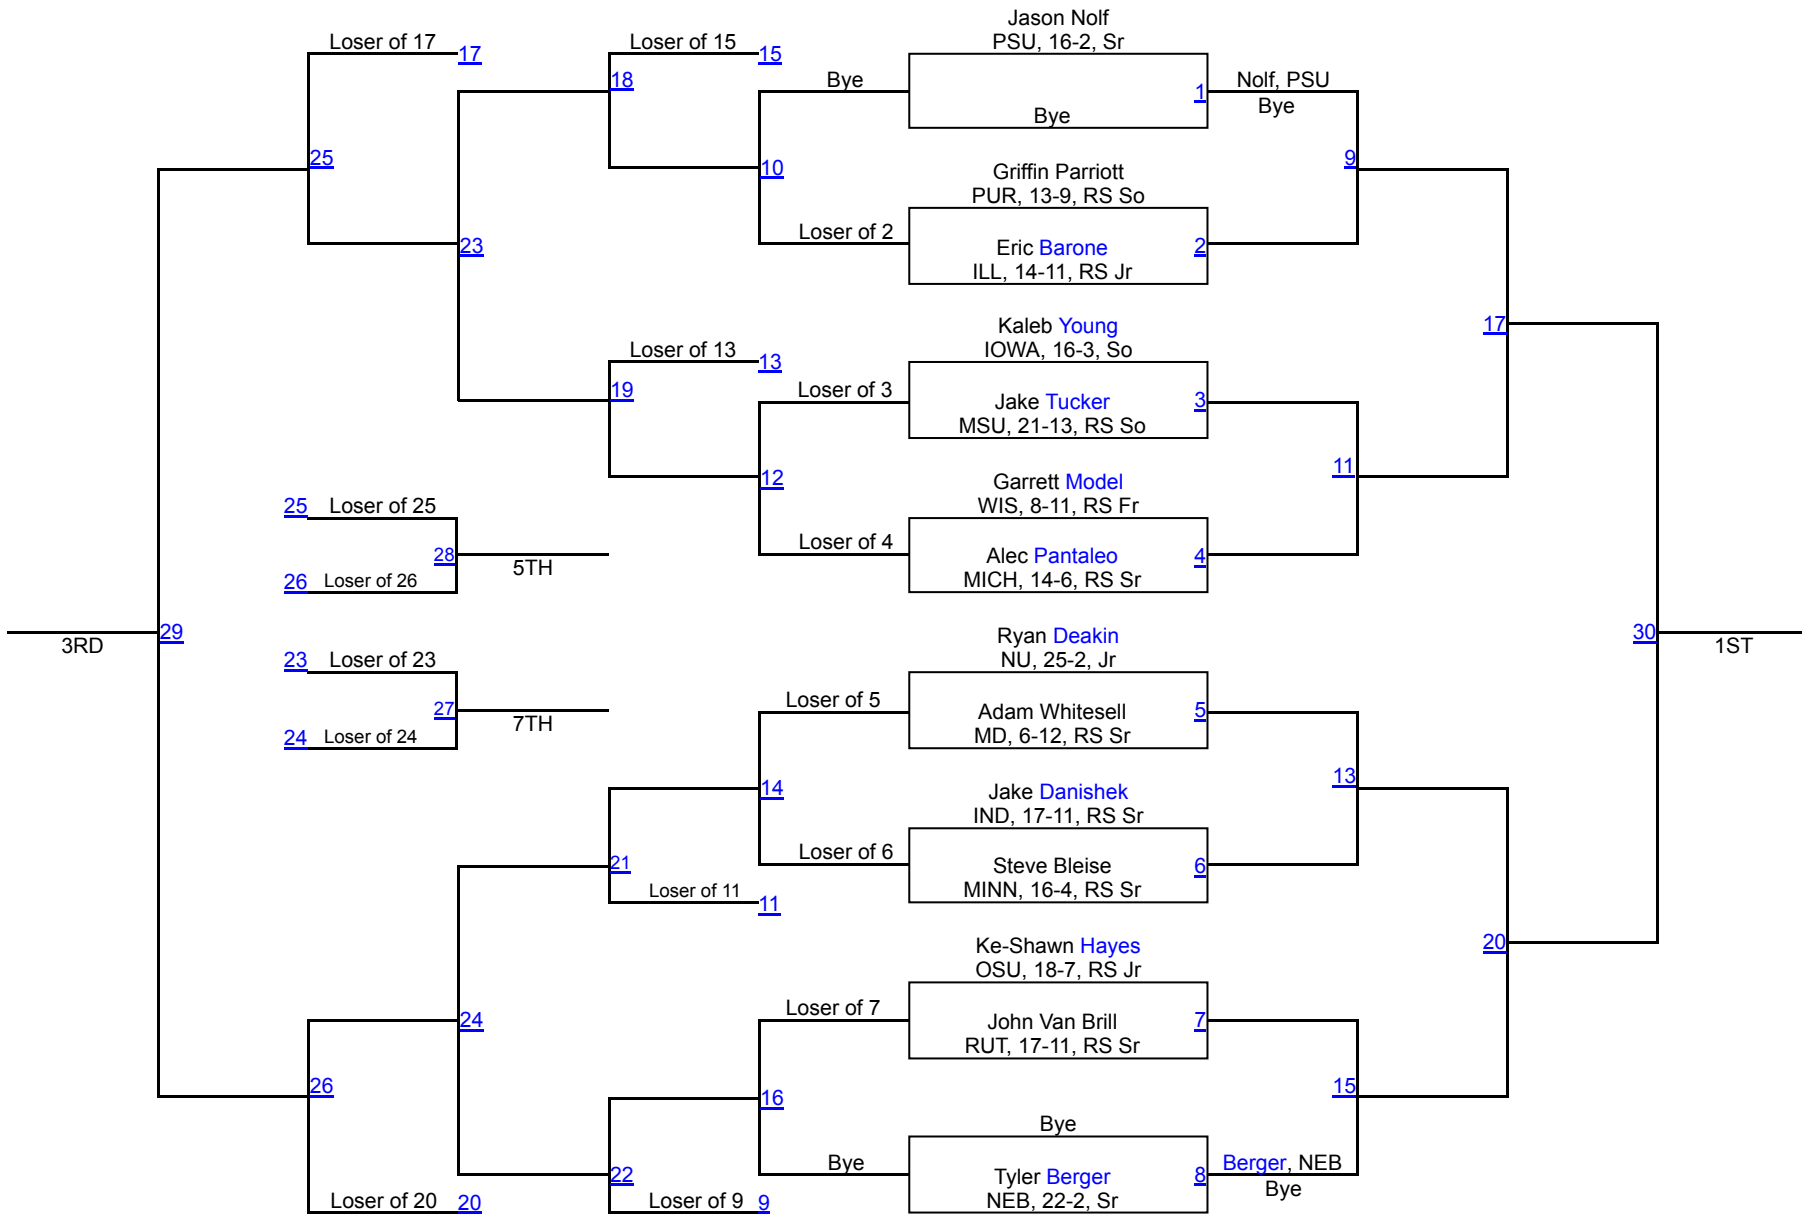 Jason Nolf
PSU, 16-2, Sr
Loser of 17
17
Loser of 15
15
18
Bye
1
Nolf, PSU
Bye
Bye
25
10
9
Griffin Parriott
PUR, 13-9, RS So
Loser of 2
23
Eric Barone
2
ILL, 14-11, RS Jr
Kaleb Young
17
IOWA, 16-3, So
Loser of 13
13
19
Loser of 3
Jake Tucker
3
MSU, 21-13, RS So
12
11
Garrett Model
WIS, 8-11, RS Fr
25
Loser of 25
Loser of 4
28
5TH
Alec Pantaleo
4
MICH, 14-6, RS Sr
26
Loser of 26
3RD
29
Ryan Deakin
NU, 25-2, Jr
30
1ST
23
Loser of 23
Loser of 5
27
7TH
Adam Whitesell
5
MD, 6-12, RS Sr
24
Loser of 24
14
13
Jake Danishek
IND, 17-11, RS Sr
Loser of 6
21
Steve Bleise
6
MINN, 16-4, RS Sr
Loser of 11
11
Ke-Shawn Hayes
OSU, 18-7, RS Jr
20
Loser of 7
24
John Van Brill
7
RUT, 17-11, RS Sr
26
16
15
Bye
Bye
22
Tyler Berger
8
NEB, 22-2, Sr
Berger, NEB
Bye
Loser of 20
20
Loser of 9
9